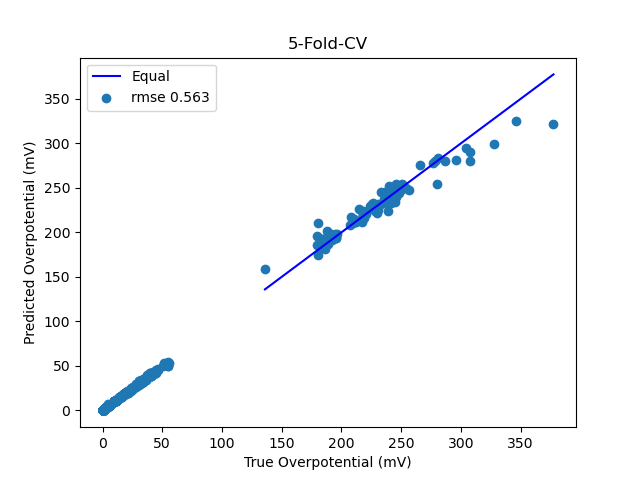 5-Fold-CV
Equal
rmse 0.563
350
300
250
200
150
100
50
0
Predicted Overpotential (mV)
0 50 100 150 200 250 300 350
True Overpotential (mV)